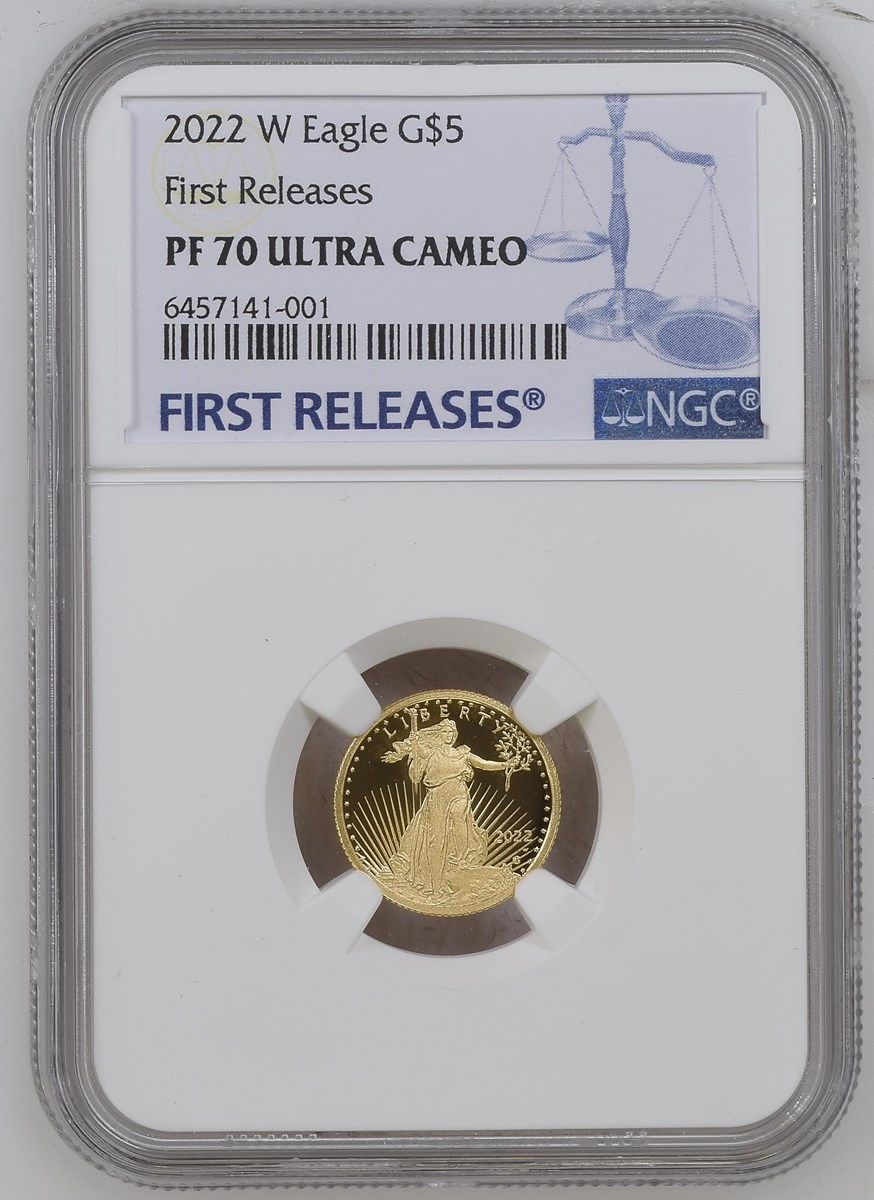 2022 W Eagle G$5
First Releases
PF 70 ULTRA CAMEO
6457141-001
FIRST RELEASES®
NGC®
LIBERTY
2022